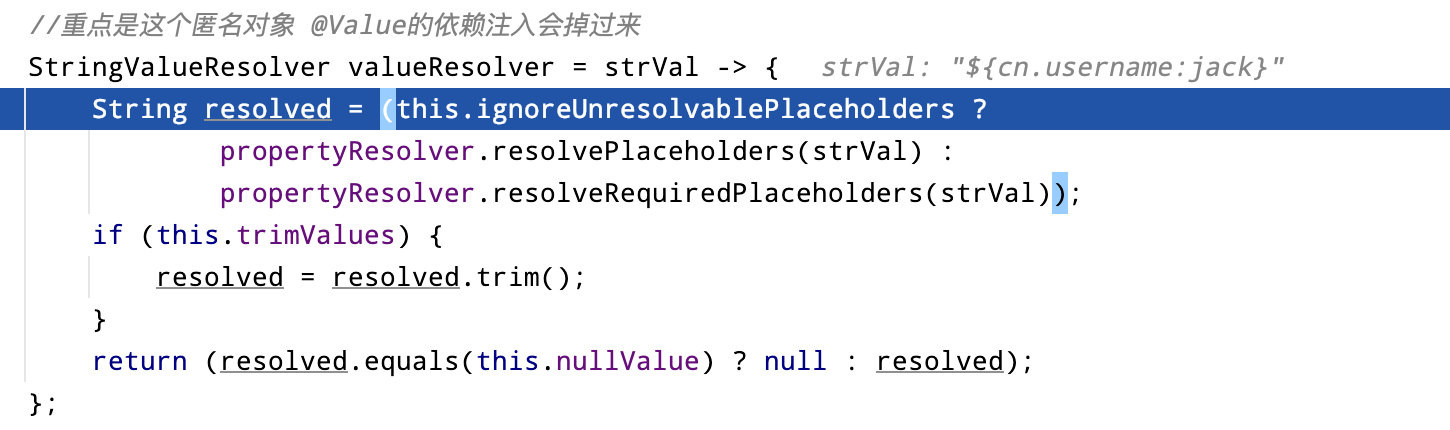 //重点是这个匿名对象 @Value的依赖注入会掉过来
StringValueResolver valueResolver = strVal -> {   strVal: "${cn.username:jack}"
    String resolved = (this.ignoreUnresolvablePlaceholders ?
            propertyResolver.resolvePlaceholders(strVal) :
            propertyResolver.resolveRequiredPlaceholders(strVal));
    if (this.trimValues) {
        resolved = resolved.trim();
    }
    return (resolved.equals(this.nullValue) ? null : resolved);
};